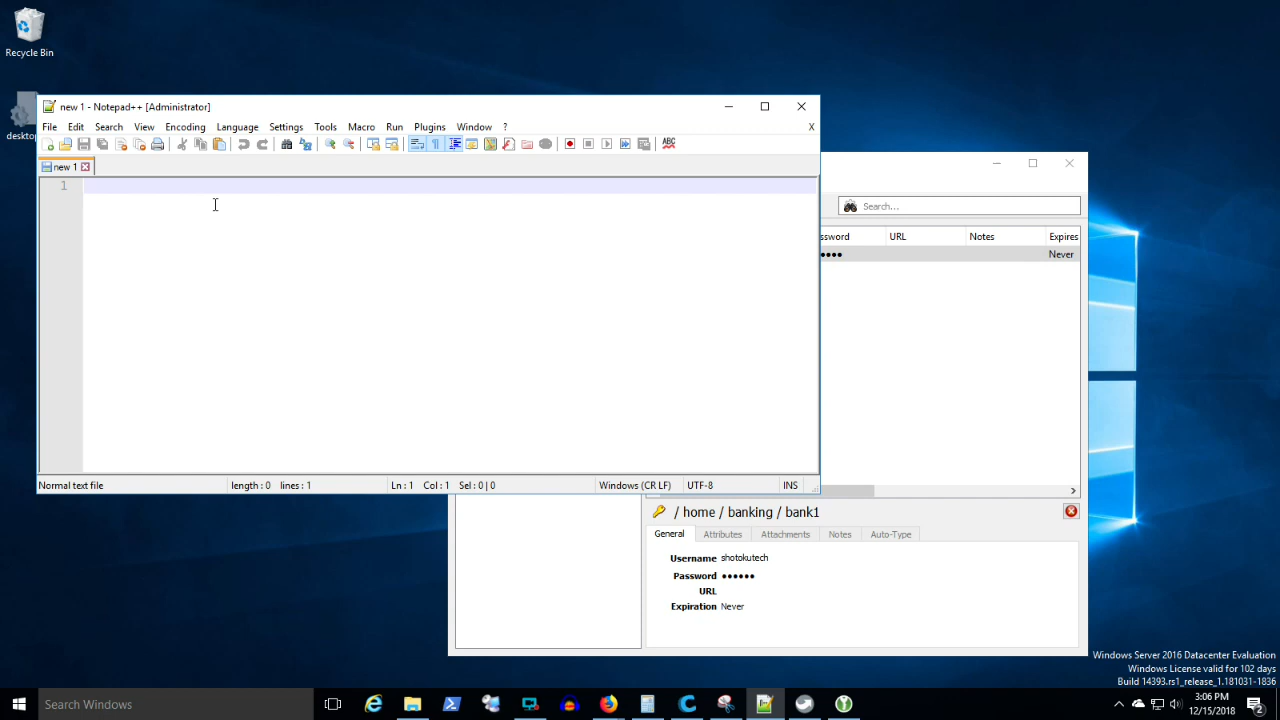 Recycle Bin
desktop
new 1 - Notepad++ [Administrator]
File Edit Search View Encoding Language Settings Tools Macro Run Plugins Window ? X
ABC
new 1
1
Search...
ssword URL Notes Expires
•••• Never
Normal text file length : 0 lines : 1 Ln : 1 Col : 1 Sel : 0 | 0 Windows (CR LF) UTF-8 INS
/ home / banking / bank1
General Attributes Attachments Notes Auto-Type
Username shotokutech
Password ••••••
URL
Expiration Never
Windows Server 2016 Datacenter Evaluation
Windows License valid for 102 days
Build 14393.rs1_release_1.181031-1836
Search Windows
3:06 PM
12/15/2018
2